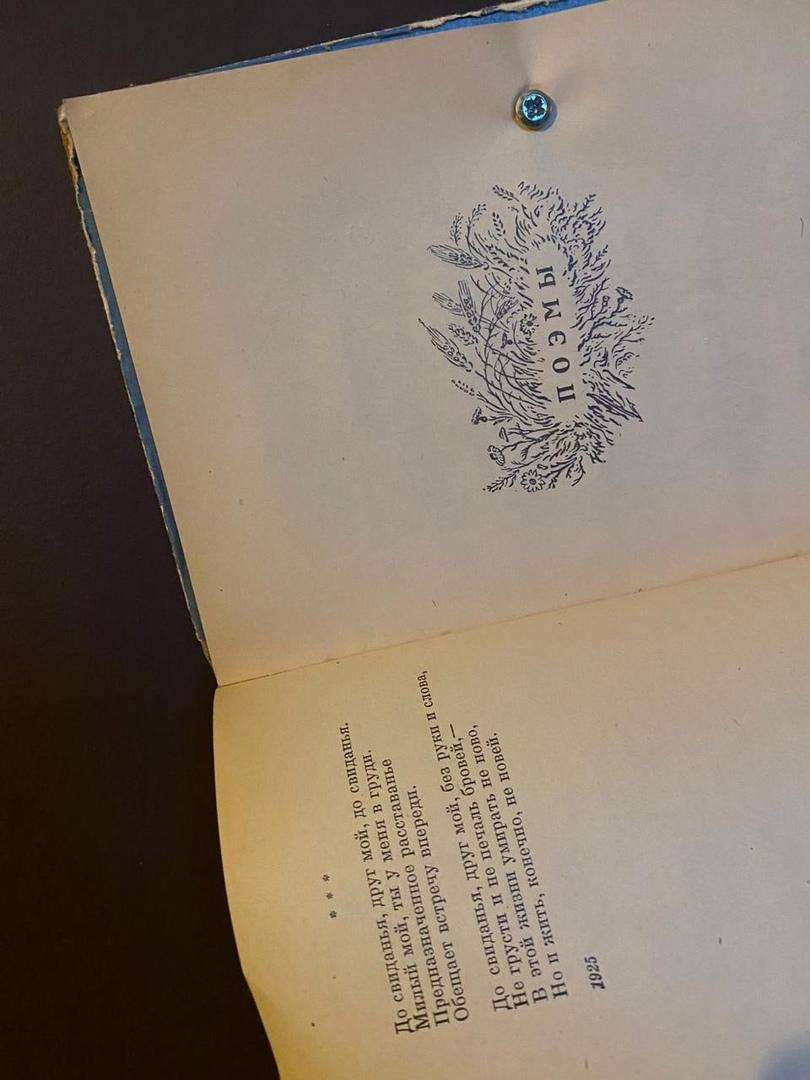 * * *
До свиданья, друг мой, до свиданья.
Милый мой, ты у меня в груди.
Предназначенное расставанье
Обещает встречу впереди.
До свиданья, друг мой, без руки и слова,
Не грусти и не печаль бровей,—
В этой жизни умирать не ново,
Но и жить, конечно, не новей.
1925
ПОЭМЫ